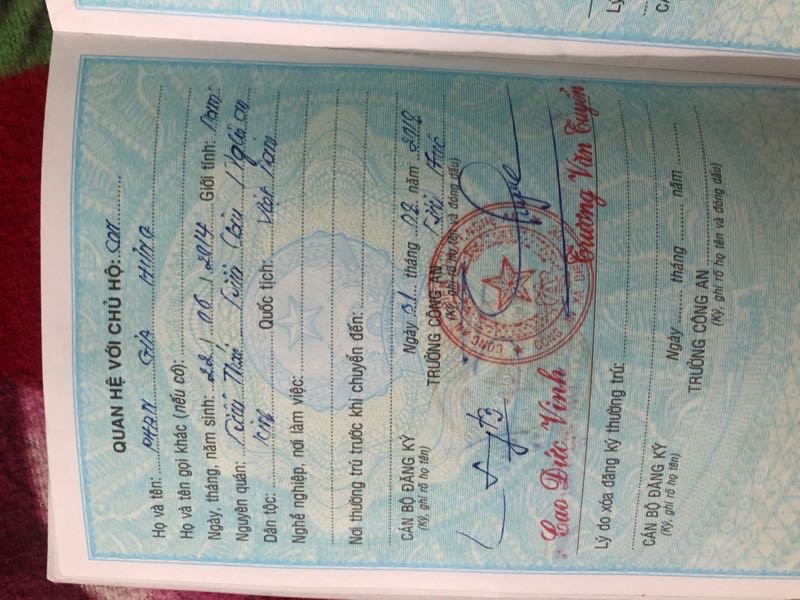 QUAN HỆ VỚI CHỦ HỘ: con
Họ và tên: PHAN GIA HƯNG
Họ và tên gọi khác (nếu có):
Ngày, tháng, năm sinh: 22 / 06 / 2014 Giới tính: Nam
Nguyên quán: Diễn Châu Nghệ an
Dân tộc: Kinh Quốc tịch: Việt Nam
Nghề nghiệp, nơi làm việc:
Nơi thường trú trước khi chuyển đến:
CÁN BỘ ĐĂNG KÝ Ngày 01 tháng 02 năm
(Ký, ghi rõ họ tên) TRƯỞNG CÔNG AN
(Ký, ghi rõ họ tên và đóng dấu)
Cao Đức Vinh
Trương Văn Tuyển
Lý do xóa đăng ký thường trú:
CÁN BỘ ĐĂNG KÝ
(Ký, ghi rõ họ tên)
Ngày tháng năm
TRƯỞNG CÔNG AN
(Ký, ghi rõ họ tên và đóng dấu)